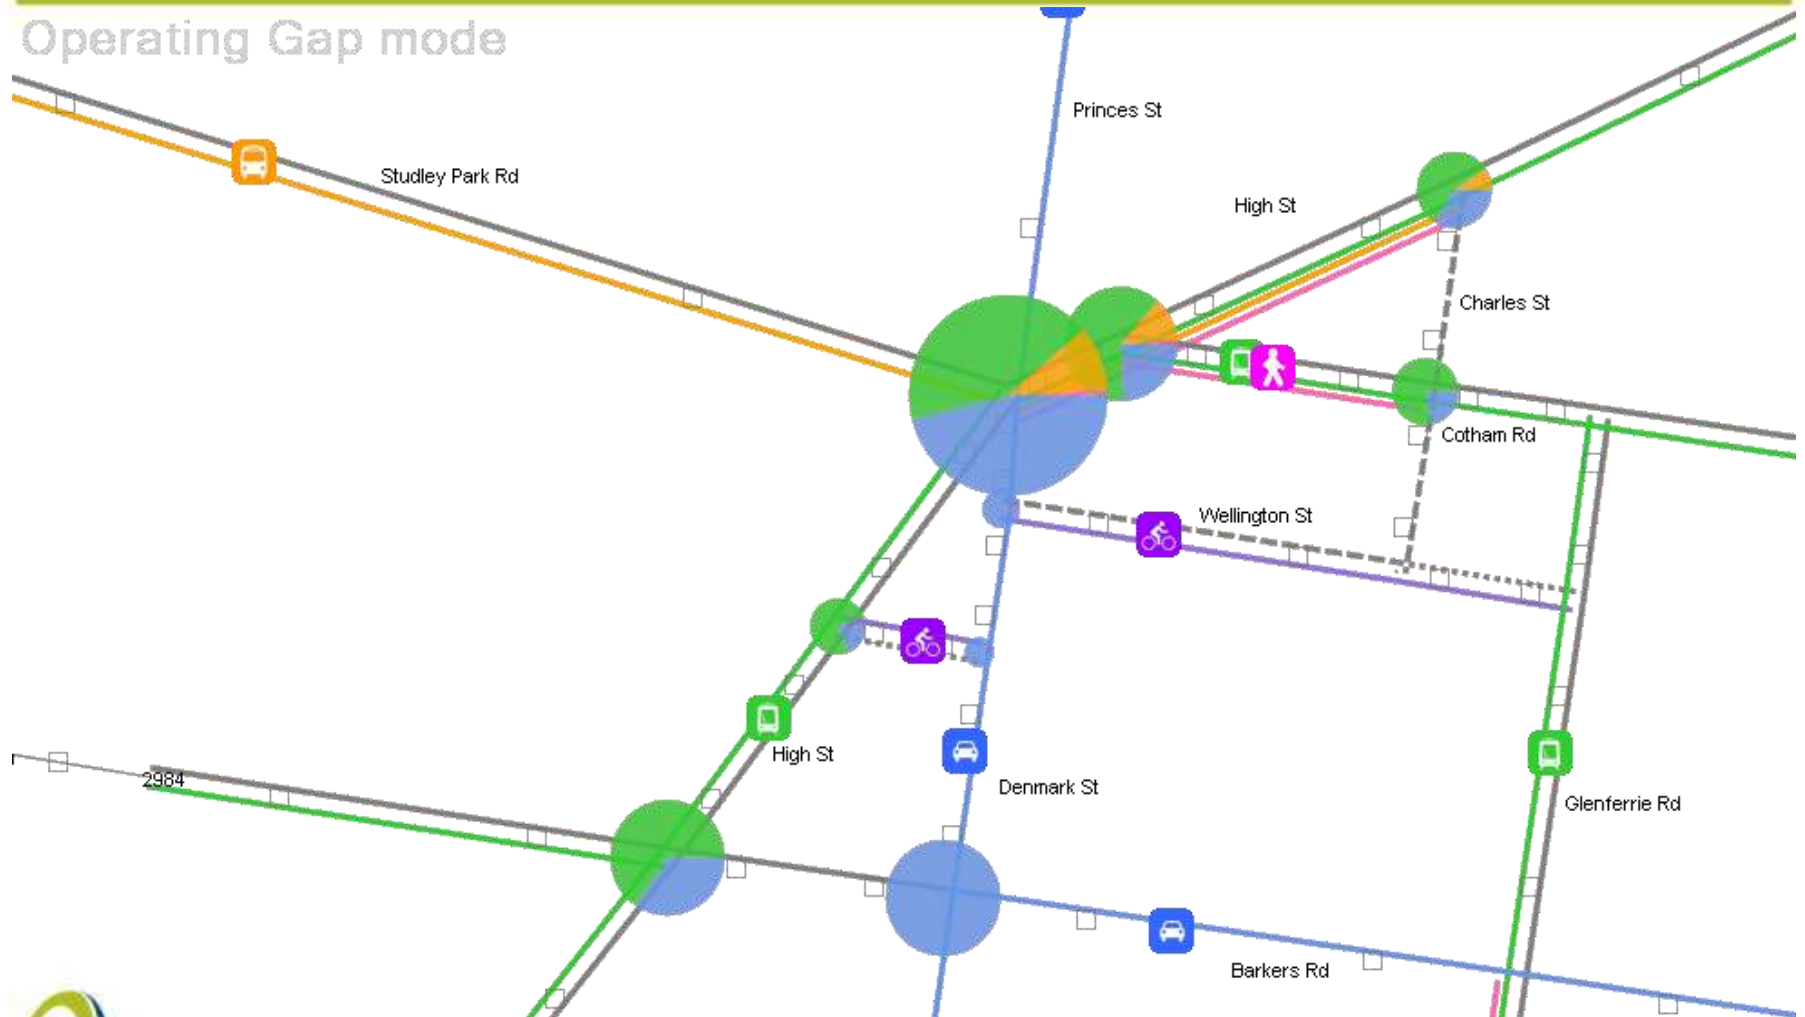 Operating Gap mode
Princes St
Studley Park Rd
High St
Charles St
Cotham Rd
Wellington St
High St
2984
Denmark St
Glenferrie Rd
Barkers Rd